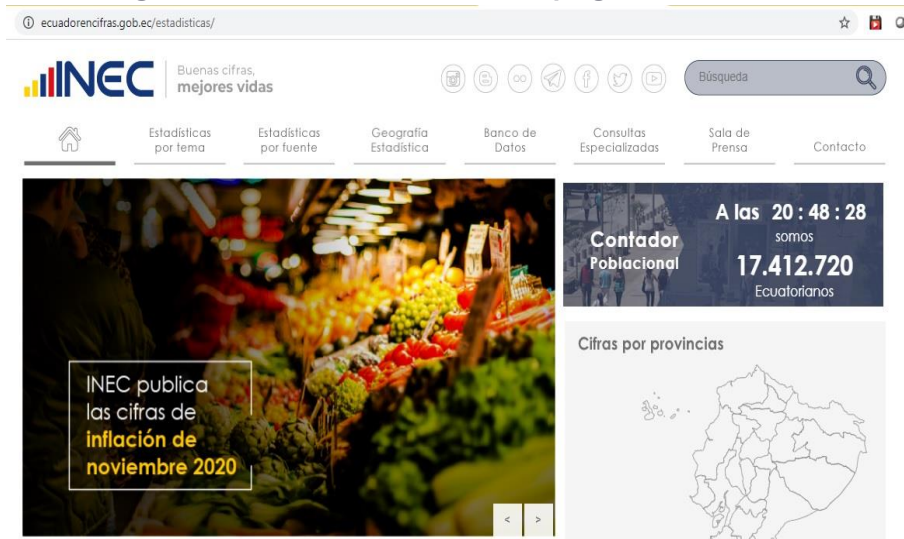 ecuadorencifras.gob.ec/estadisticas/
INEC
Buenas cifras,
mejores vidas
Búsqueda
Estadísticas
por tema
Estadísticas
por fuente
Geografía
Estadística
Banco de
Datos
Consultas
Especializadas
Sala de
Prensa
Contacto
INEC publica
las cifras de
inflación de
noviembre 2020
< >
Contador
Poblacional
A las 20 : 48 : 28
somos
17.412.720
Ecuatorianos
Cifras por provincias